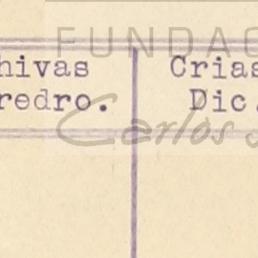 FUNDAC
hivas Crias
redro. Dic.
Carlos